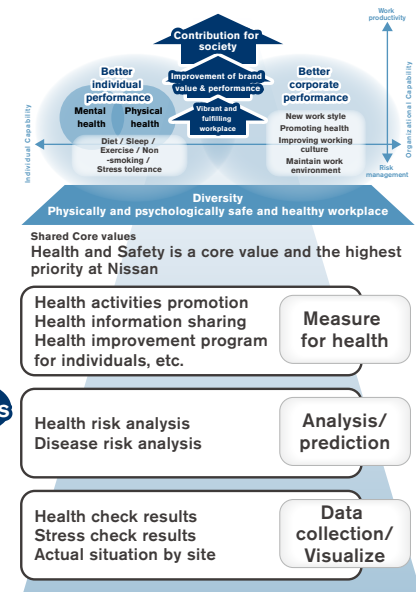 Work
productivity
Contribution for
society
Better
individual
performance
Improvement of brand
value & performance
Better
corporate
performance
Mental
health
Physical
health
Vibrant and
fulfilling
workplace
New work style
Promoting health
Improving working
culture
Maintain work
environment
Diet / Sleep /
Exercise / Non
-smoking /
Stress tolerance
Individual Capability
Organizational Capability
Risk
management
Diversity
Physically and psychologically safe and healthy workplace
Shared Core values
Health and Safety is a core value and the highest
priority at Nissan
Health activities promotion
Health information sharing
Health improvement program
for individuals, etc.
Measure
for health
s
Health risk analysis
Disease risk analysis
Analysis/
prediction
Health check results
Stress check results
Actual situation by site
Data
collection/
Visualize